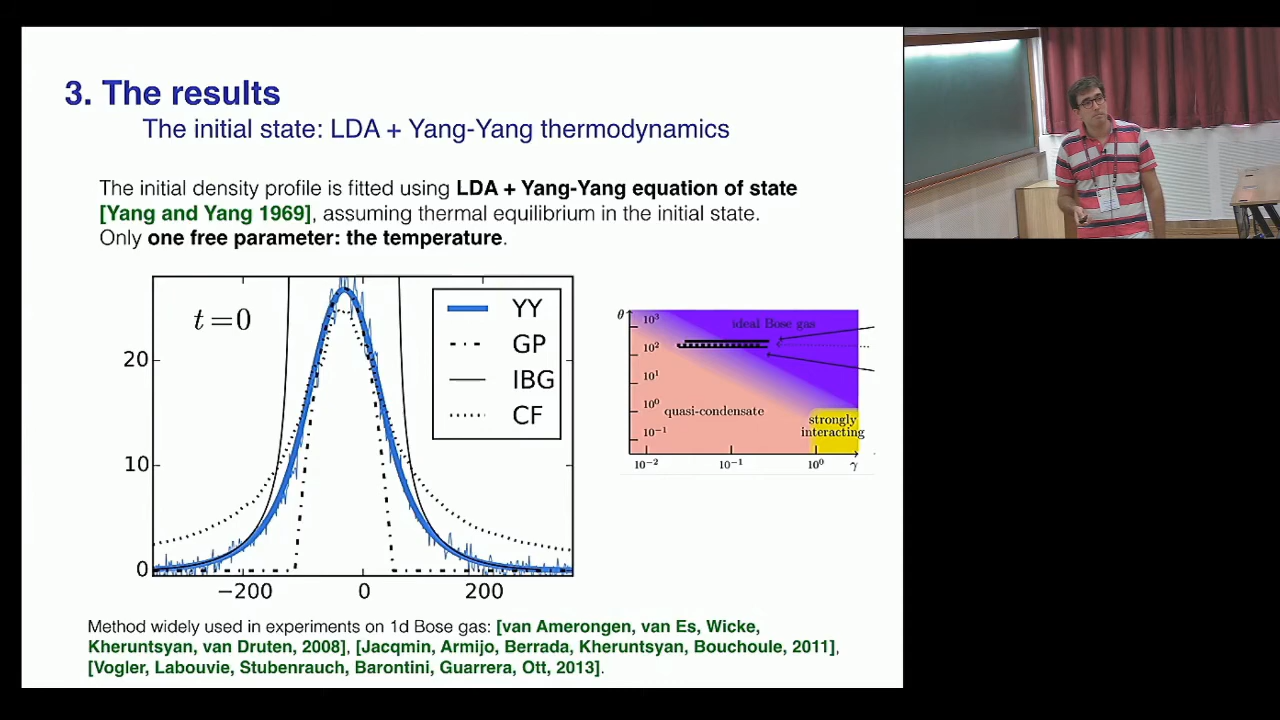 3. The results
The initial state: LDA + Yang-Yang thermodynamics
The initial density profile is fitted using LDA + Yang-Yang equation of state
[Yang and Yang 1969], assuming thermal equilibrium in the initial state.
Only one free parameter: the temperature.
t=0
YY
GP
IBG
CF
20
10
0
−200
0
200
θ
10³
10²
10¹
10⁰
10⁻¹
ideal Bose gas
quasi-condensate
strongly
interacting
10⁻²
10⁻¹
10⁰
γ
Method widely used in experiments on 1d Bose gas: [van Amerongen, van Es, Wicke,
Kheruntsyan, van Druten, 2008], [Jacqmin, Armijo, Berrada, Kheruntsyan, Bouchoule, 2011],
[Vogler, Labouvie, Stubenrauch, Barontini, Guarrera, Ott, 2013].